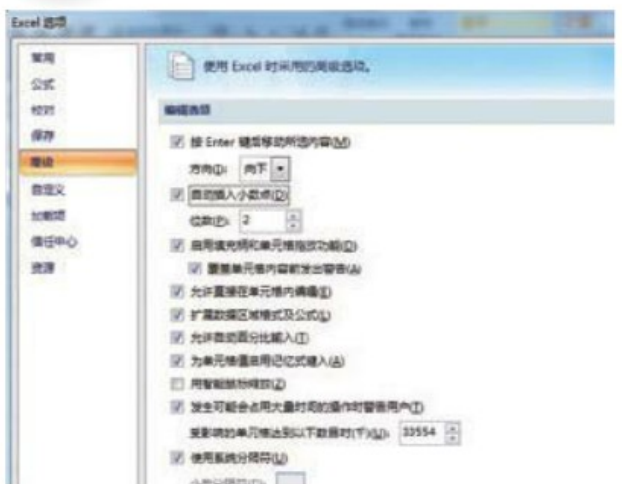 Excel 选项
常用
公式
校对
保存
高级
自定义
加载项
信任中心
资源
使用 Excel 时采用的高级选项。
编辑选项
按 Enter 键后移动所选内容(M)
方向(I): 向下
自动插入小数点(D)
位数(P): 2
启用填充柄和单元格拖放功能(D)
覆盖单元格内容前发出警告(A)
允许直接在单元格内编辑(E)
扩展数据区域格式及公式(L)
允许自动百分比输入(T)
为单元格值启用记忆式键入(A)
用智能鼠标缩放(Z)
发生可能会占用大量时间的操作时警告用户(T)
受影响的单元格达到以下数目时(千)(U): 33554
使用系统分隔符(U)